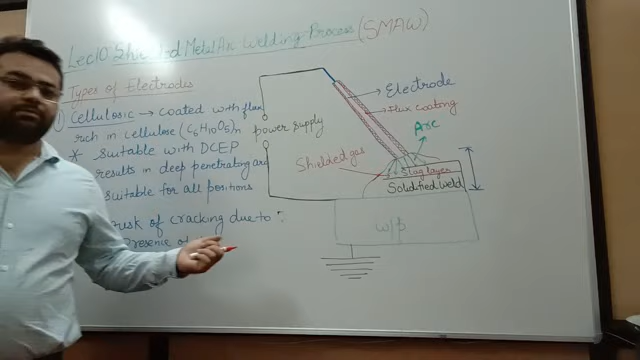 Lec10-Shie ded Metal Arc Welding Process (SMAW)
Types of Electrodes
1) Cellulosic → coated with flux
rich in cellulose (C6H10O5)n
* Suitable with DCEP
results in deep penetrating arc
suitable for all positions
risk of cracking due to
Presence of
power supply
Electrode
Flux coating
Arc
Shielded gas
Slag layer
Solidified weld
w/p